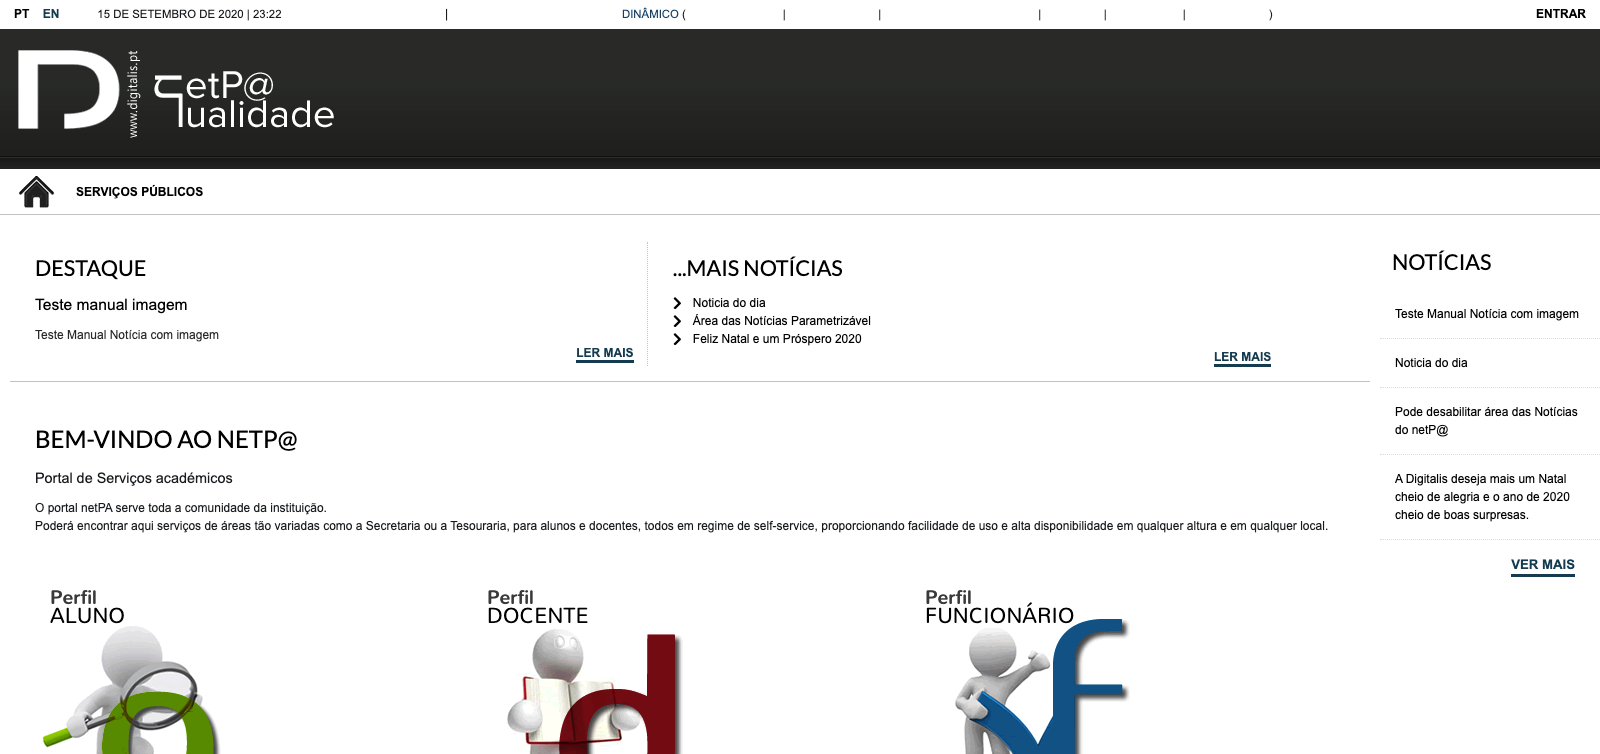 PT EN 15 DE SETEMBRO DE 2020 | 23:22 | DINÂMICO ( | | | | | ) ENTRAR
D www.digitalis.pt
netP@
qualidade
SERVIÇOS PÚBLICOS
DESTAQUE
Teste manual imagem
Teste Manual Notícia com imagem
LER MAIS
...MAIS NOTÍCIAS
Noticia do dia
Área das Notícias Parametrizável
Feliz Natal e um Próspero 2020
LER MAIS
NOTÍCIAS
Teste Manual Notícia com imagem
Noticia do dia
Pode desabilitar área das Notícias
do netP@
A Digitalis deseja mais um Natal
cheio de alegria e o ano de 2020
cheio de boas surpresas.
VER MAIS
BEM-VINDO AO NETP@
Portal de Serviços académicos
O portal netPA serve toda a comunidade da instituição.
Poderá encontrar aqui serviços de áreas tão variadas como a Secretaria ou a Tesouraria, para alunos e docentes, todos em regime de self-service, proporcionando facilidade de uso e alta disponibilidade em qualquer altura e em qualquer local.
Perfil
ALUNO
Perfil
DOCENTE
d
Perfil
FUNCIONÁRIO
f